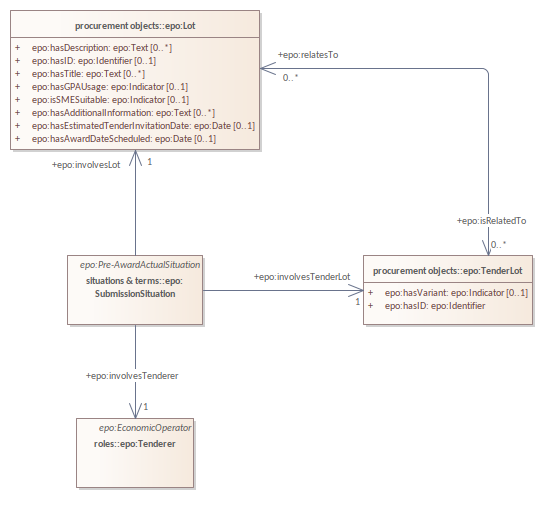 procurement objects::epo:Lot
+ epo:hasDescription: epo:Text [0..*]
+ epo:hasID: epo:Identifier [0..1]
+ epo:hasTitle: epo:Text [0..*]
+ epo:hasGPAUsage: epo:Indicator [0..1]
+ epo:isSMESuitable: epo:Indicator [0..1]
+ epo:hasAdditionalInformation: epo:Text [0..*]
+ epo:hasEstimatedTenderInvitationDate: epo:Date [0..1]
+ epo:hasAwardDateScheduled: epo:Date [0..1]
+epo:relatesTo
0..*
+epo:involvesLot
1
+epo:isRelatedTo
0..*
epo:Pre-AwardActualSituation
situations & terms::epo:
SubmissionSituation
+epo:involvesTenderLot
1
procurement objects::epo:TenderLot
+ epo:hasVariant: epo:Indicator [0..1]
+ epo:hasID: epo:Identifier
+epo:involvesTenderer
1
epo:EconomicOperator
roles::epo:Tenderer